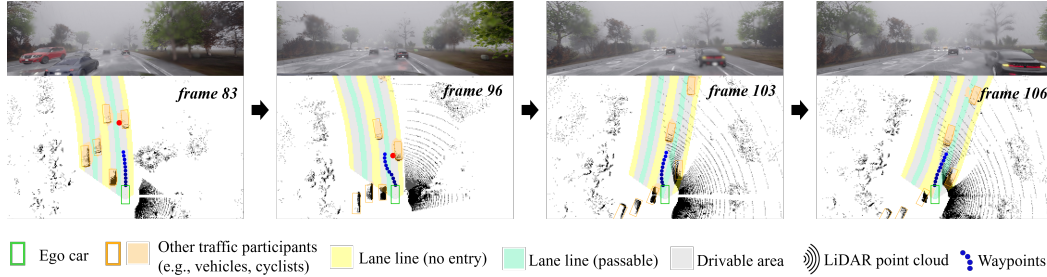 frame 83
frame 96
frame 103
frame 106
Ego car
Other traffic participants
(e.g., vehicles, cyclists)
Lane line (no entry)
Lane line (passable)
Drivable area
LiDAR point cloud
Waypoints